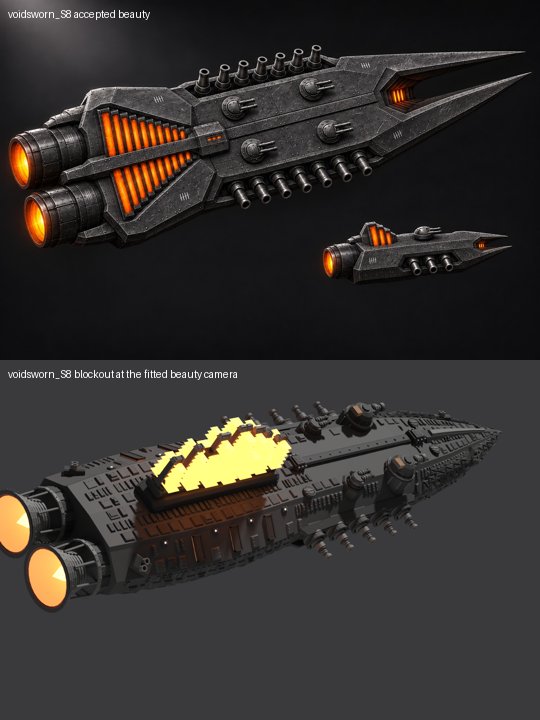 voidsworn_S8 accepted beauty
voidsworn_S8 blockout at the fitted beauty camera